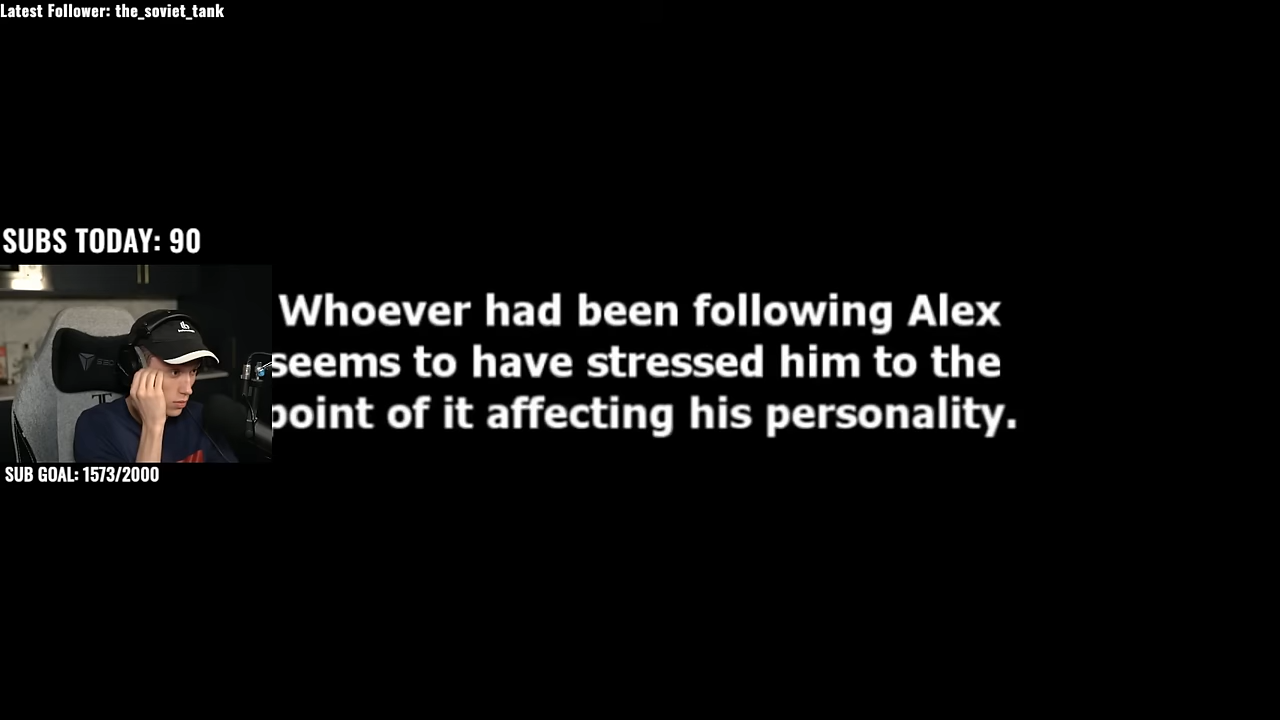 Latest Follower: the_soviet_tank
SUBS TODAY: 90
Whoever had been following Alex
seems to have stressed him to the
point of it affecting his personality.
SUB GOAL: 1573/2000